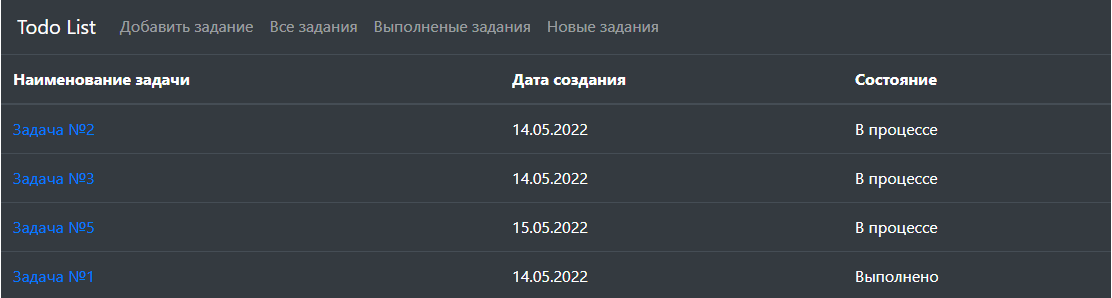 Todo List Добавить задание Все задания Выполненые задания Новые задания
Наименование задачи Дата создания Состояние
Задача №2 14.05.2022 В процессе
Задача №3 14.05.2022 В процессе
Задача №5 15.05.2022 В процессе
Задача №1 14.05.2022 Выполнено